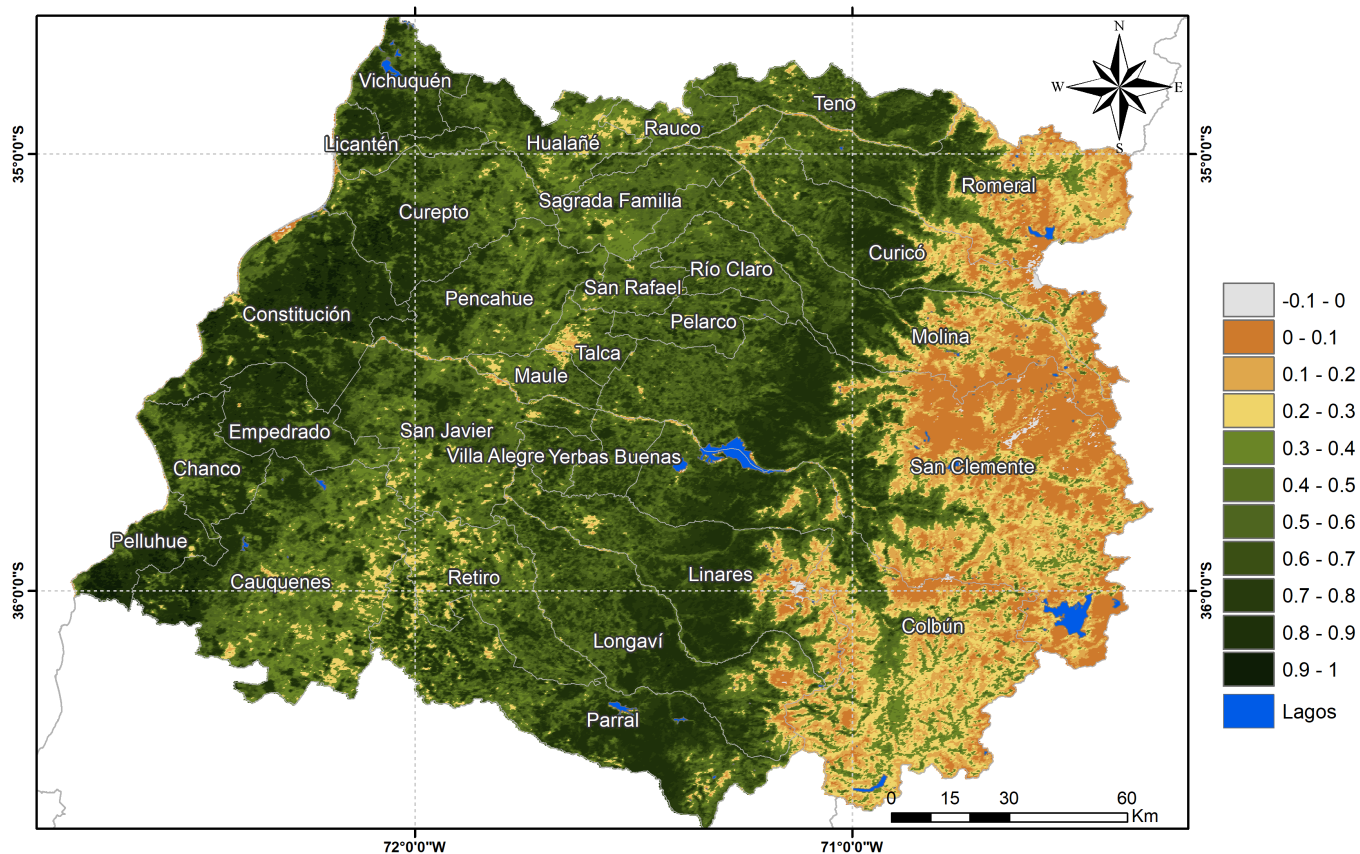 N
W
E
S
35°0'0"S
35°0'0"S
Vichuquén
Teno
Rauco
Hualañé
Licantén
Romeral
Sagrada Familia
Curepto
Curicó
Río Claro
San Rafael
Pencahue
Constitución
Pelarco
Molina
Talca
Maule
Empedrado
San Javier
Villa Alegre
Yerbas Buenas
Chanco
San Clemente
Pelluhue
Linares
Retiro
Cauquenes
36°0'0"S
36°0'0"S
Colbún
Longaví
Parral
0 15 30 60
Km
72°0'0"W
71°0'0"W
-0.1 - 0
0 - 0.1
0.1 - 0.2
0.2 - 0.3
0.3 - 0.4
0.4 - 0.5
0.5 - 0.6
0.6 - 0.7
0.7 - 0.8
0.8 - 0.9
0.9 - 1
Lagos